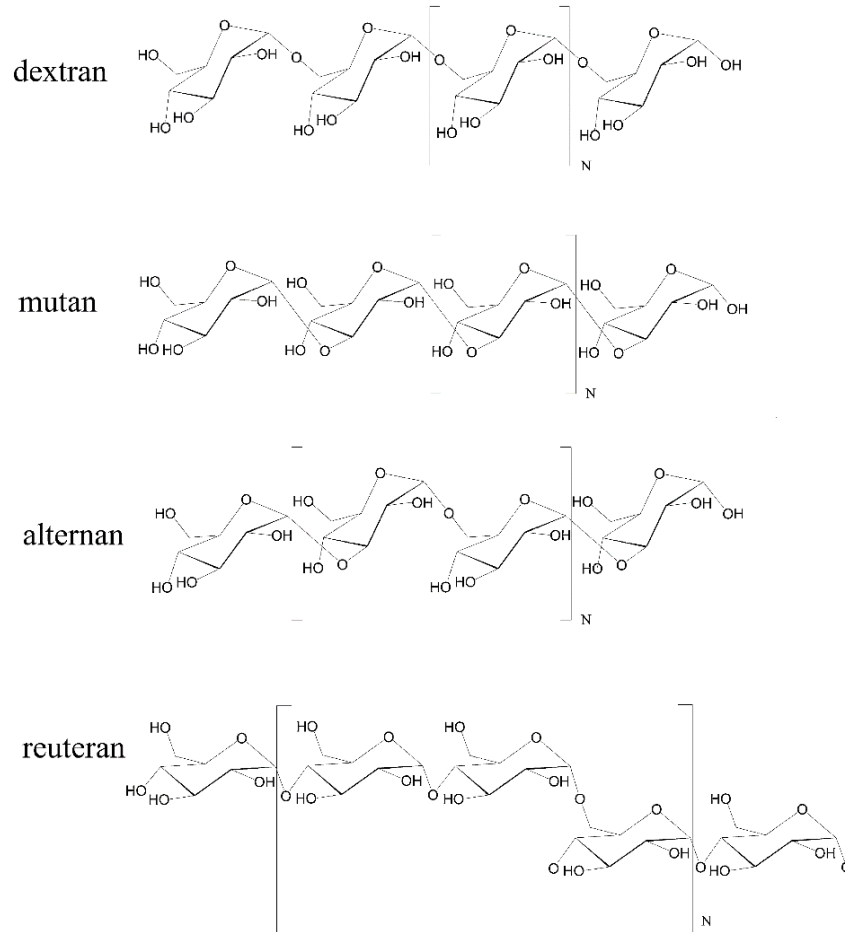 dextran
O O O O
HO OH O OH O OH O OH OH
HO HO HO HO HO HO HO HO
N
mutan
O O O O
HO HO HO HO
OH OH OH OH OH
HO HO HO O HO O HO O
N
alternan
O O O O
HO HO OH O HO OH OH
OH OH
HO HO HO O HO HO HO O
N
reuteran
HO HO HO
O O O
OH OH OH
HO HO O HO O HO O
HO
O O
OH OH
O HO O HO O
N